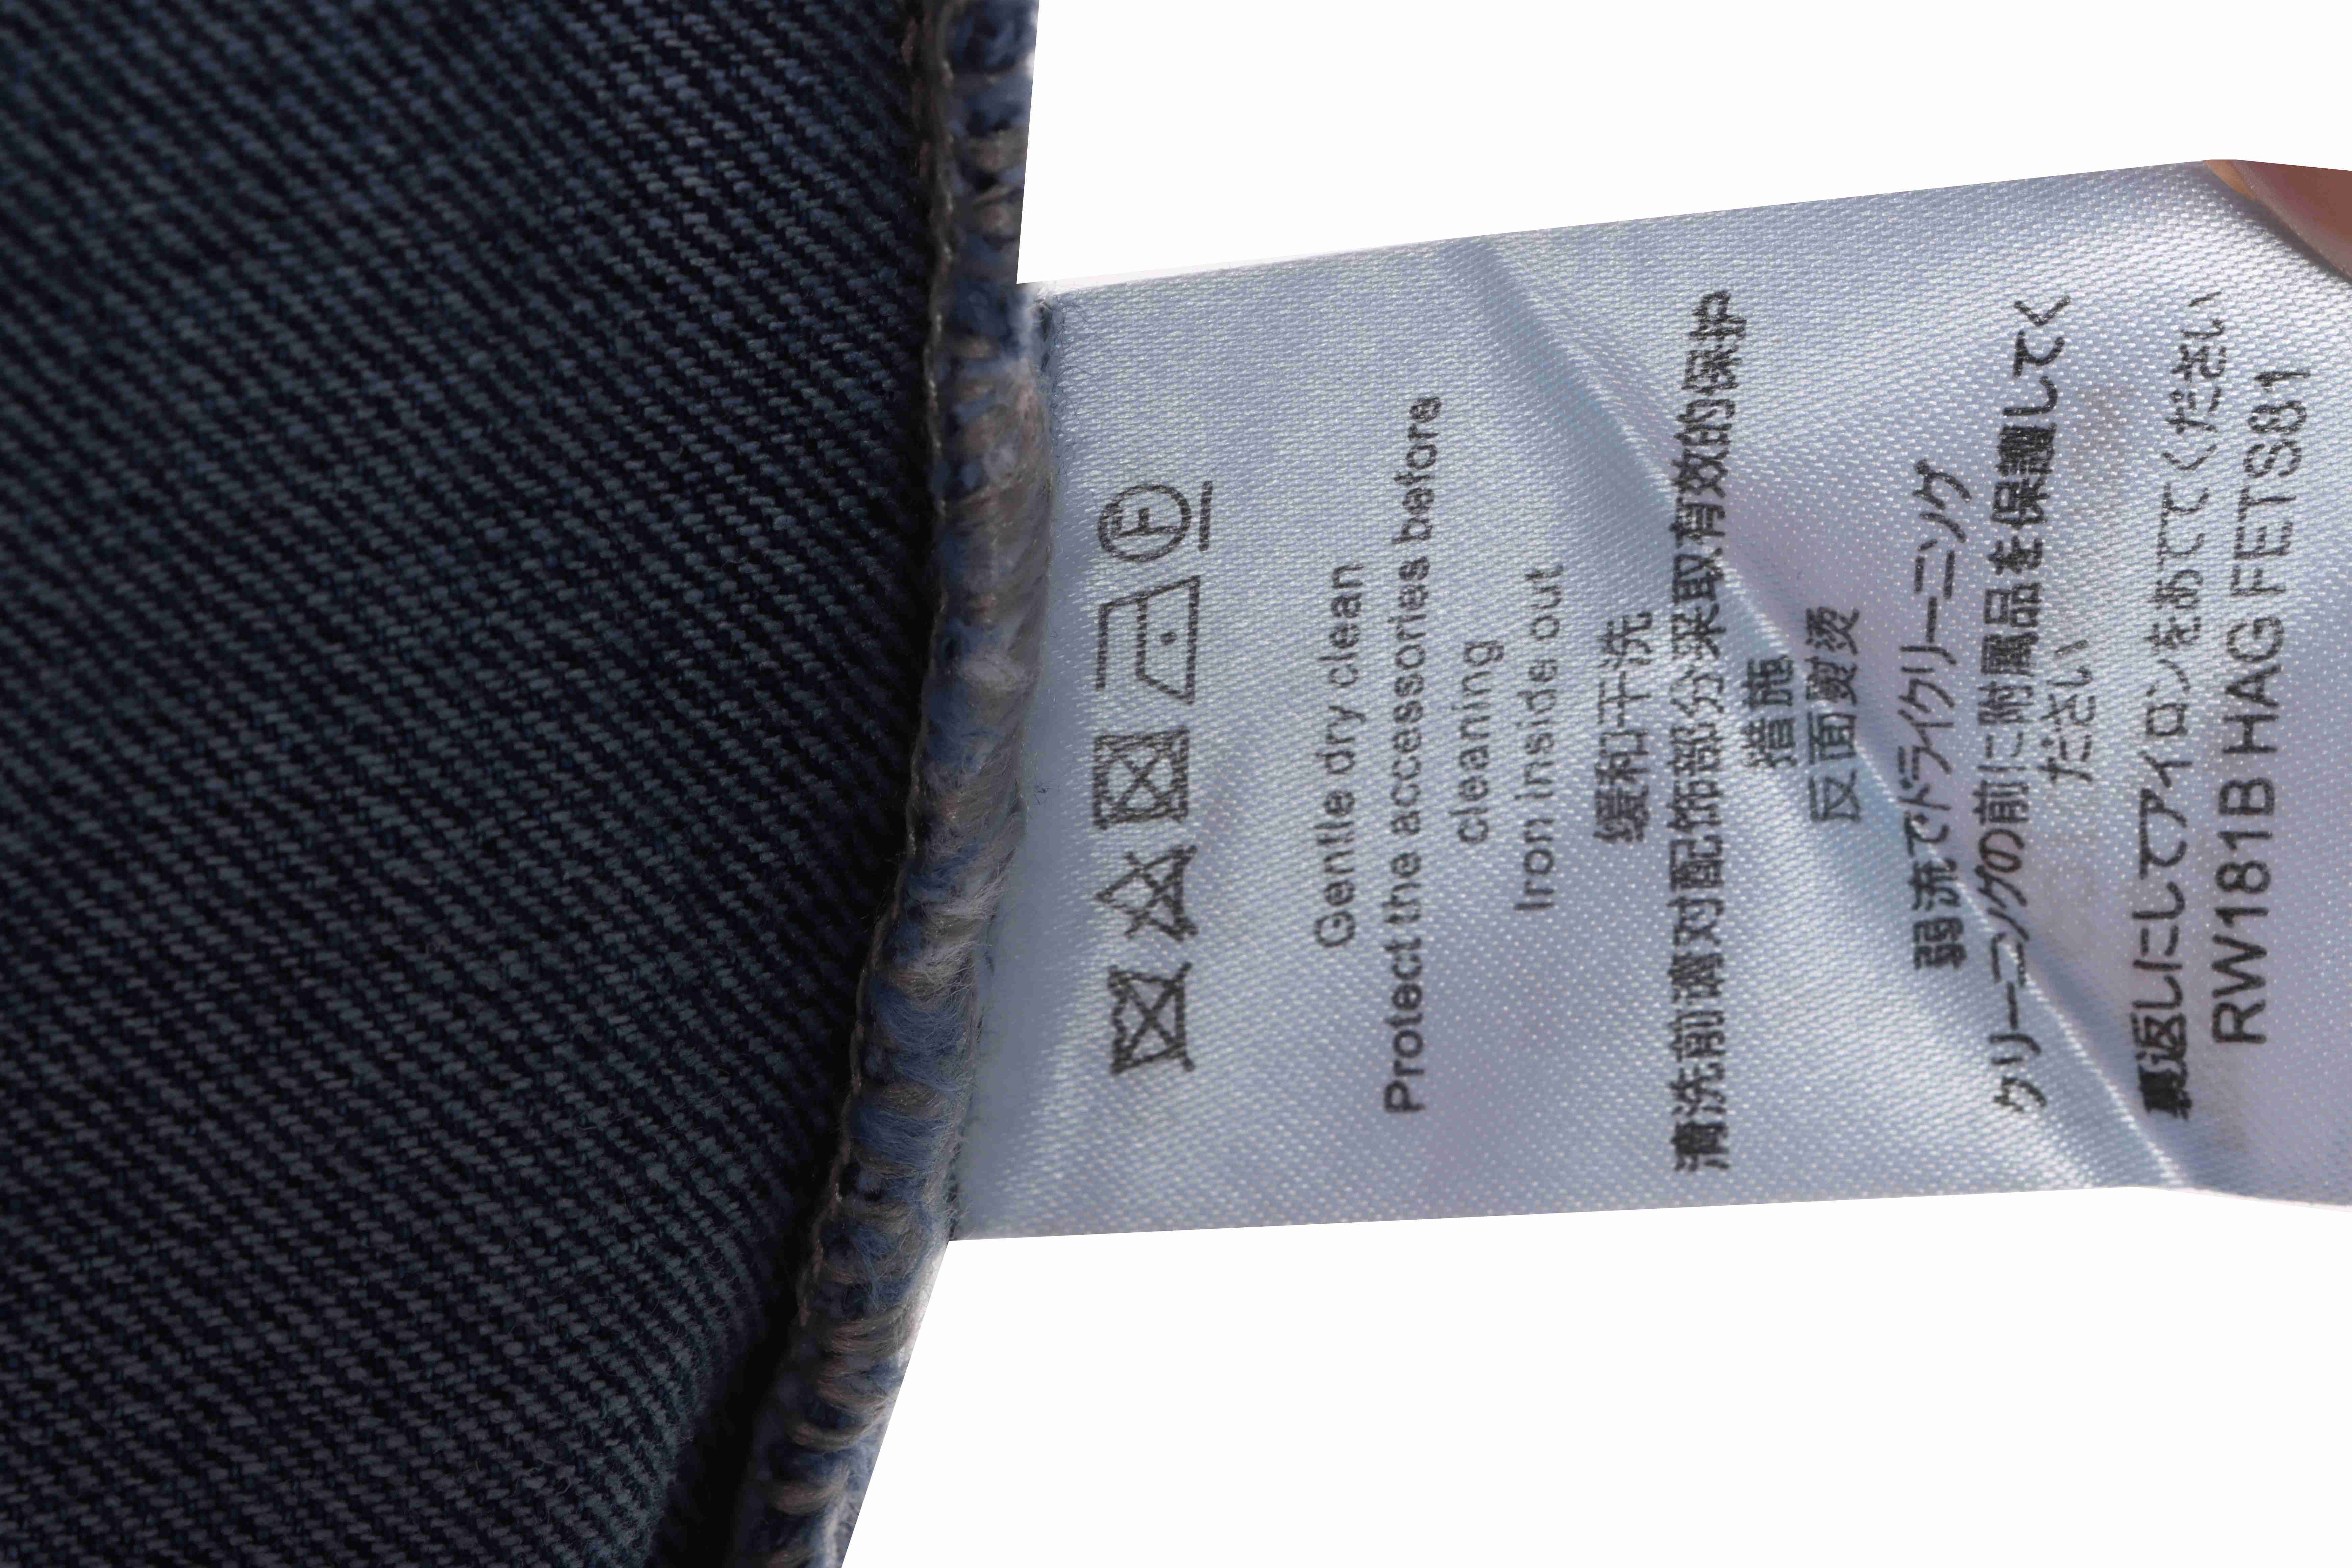 F
Gentle dry clean
Protect the accessories before
cleaning
Iron inside out
缓和干洗
清洗前请对配饰部分采取有效的保护
措施
反面熨烫
弱流でドライクリーニング
クリーニングの前に附属品を保護してく
ださい
裏返しにしてアイロンをあててください
RW181B HAG FETS81